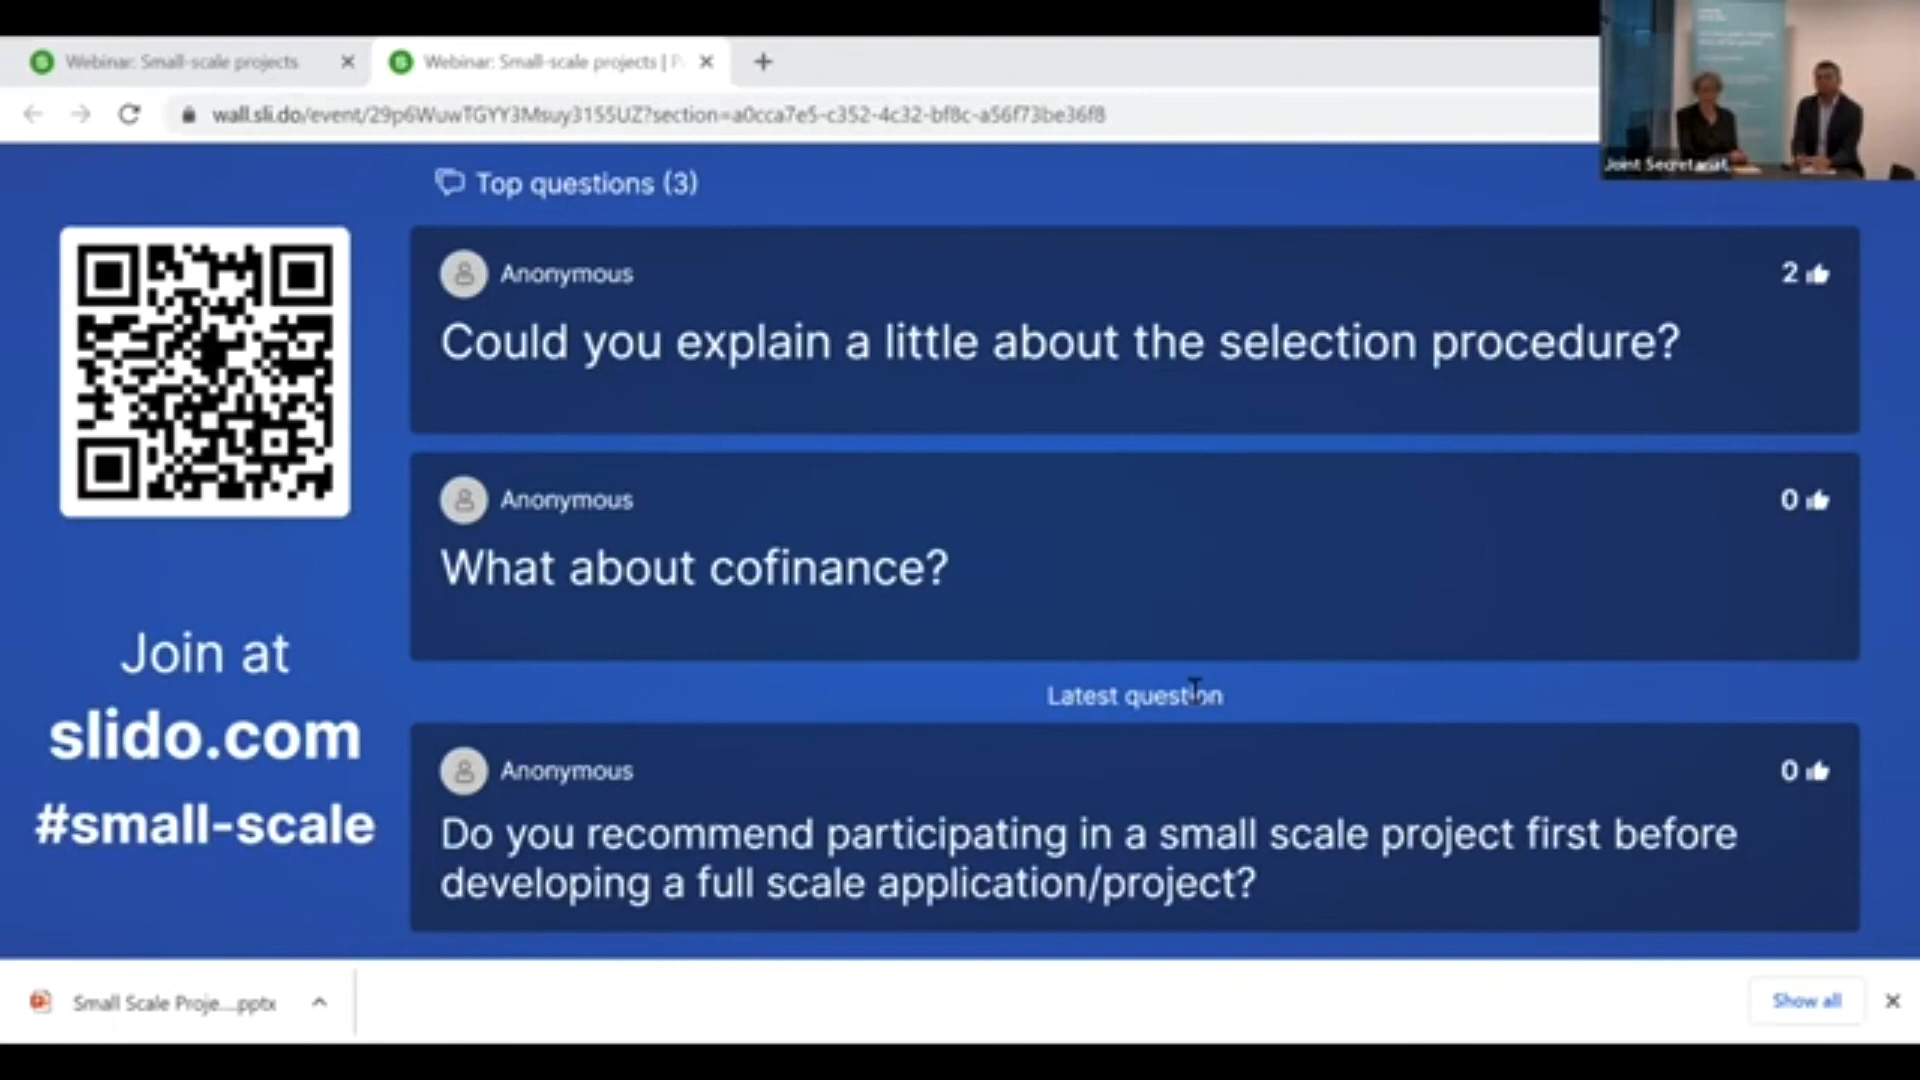 Webinar: Small-scale projects
Webinar: Small-scale projects | P
wall.sli.do/event/29p6WuwTGYY3Msuy3155UZ?section=a0cca7e5-c352-4c32-bf8c-a56f73be36f8
Joint Secretariat
Top questions (3)
Anonymous
2
Could you explain a little about the selection procedure?
Anonymous
0
What about cofinance?
Latest question
Anonymous
0
Do you recommend participating in a small scale project first before
developing a full scale application/project?
Join at
slido.com
#small-scale
Small Scale Proje....pptx
Show all